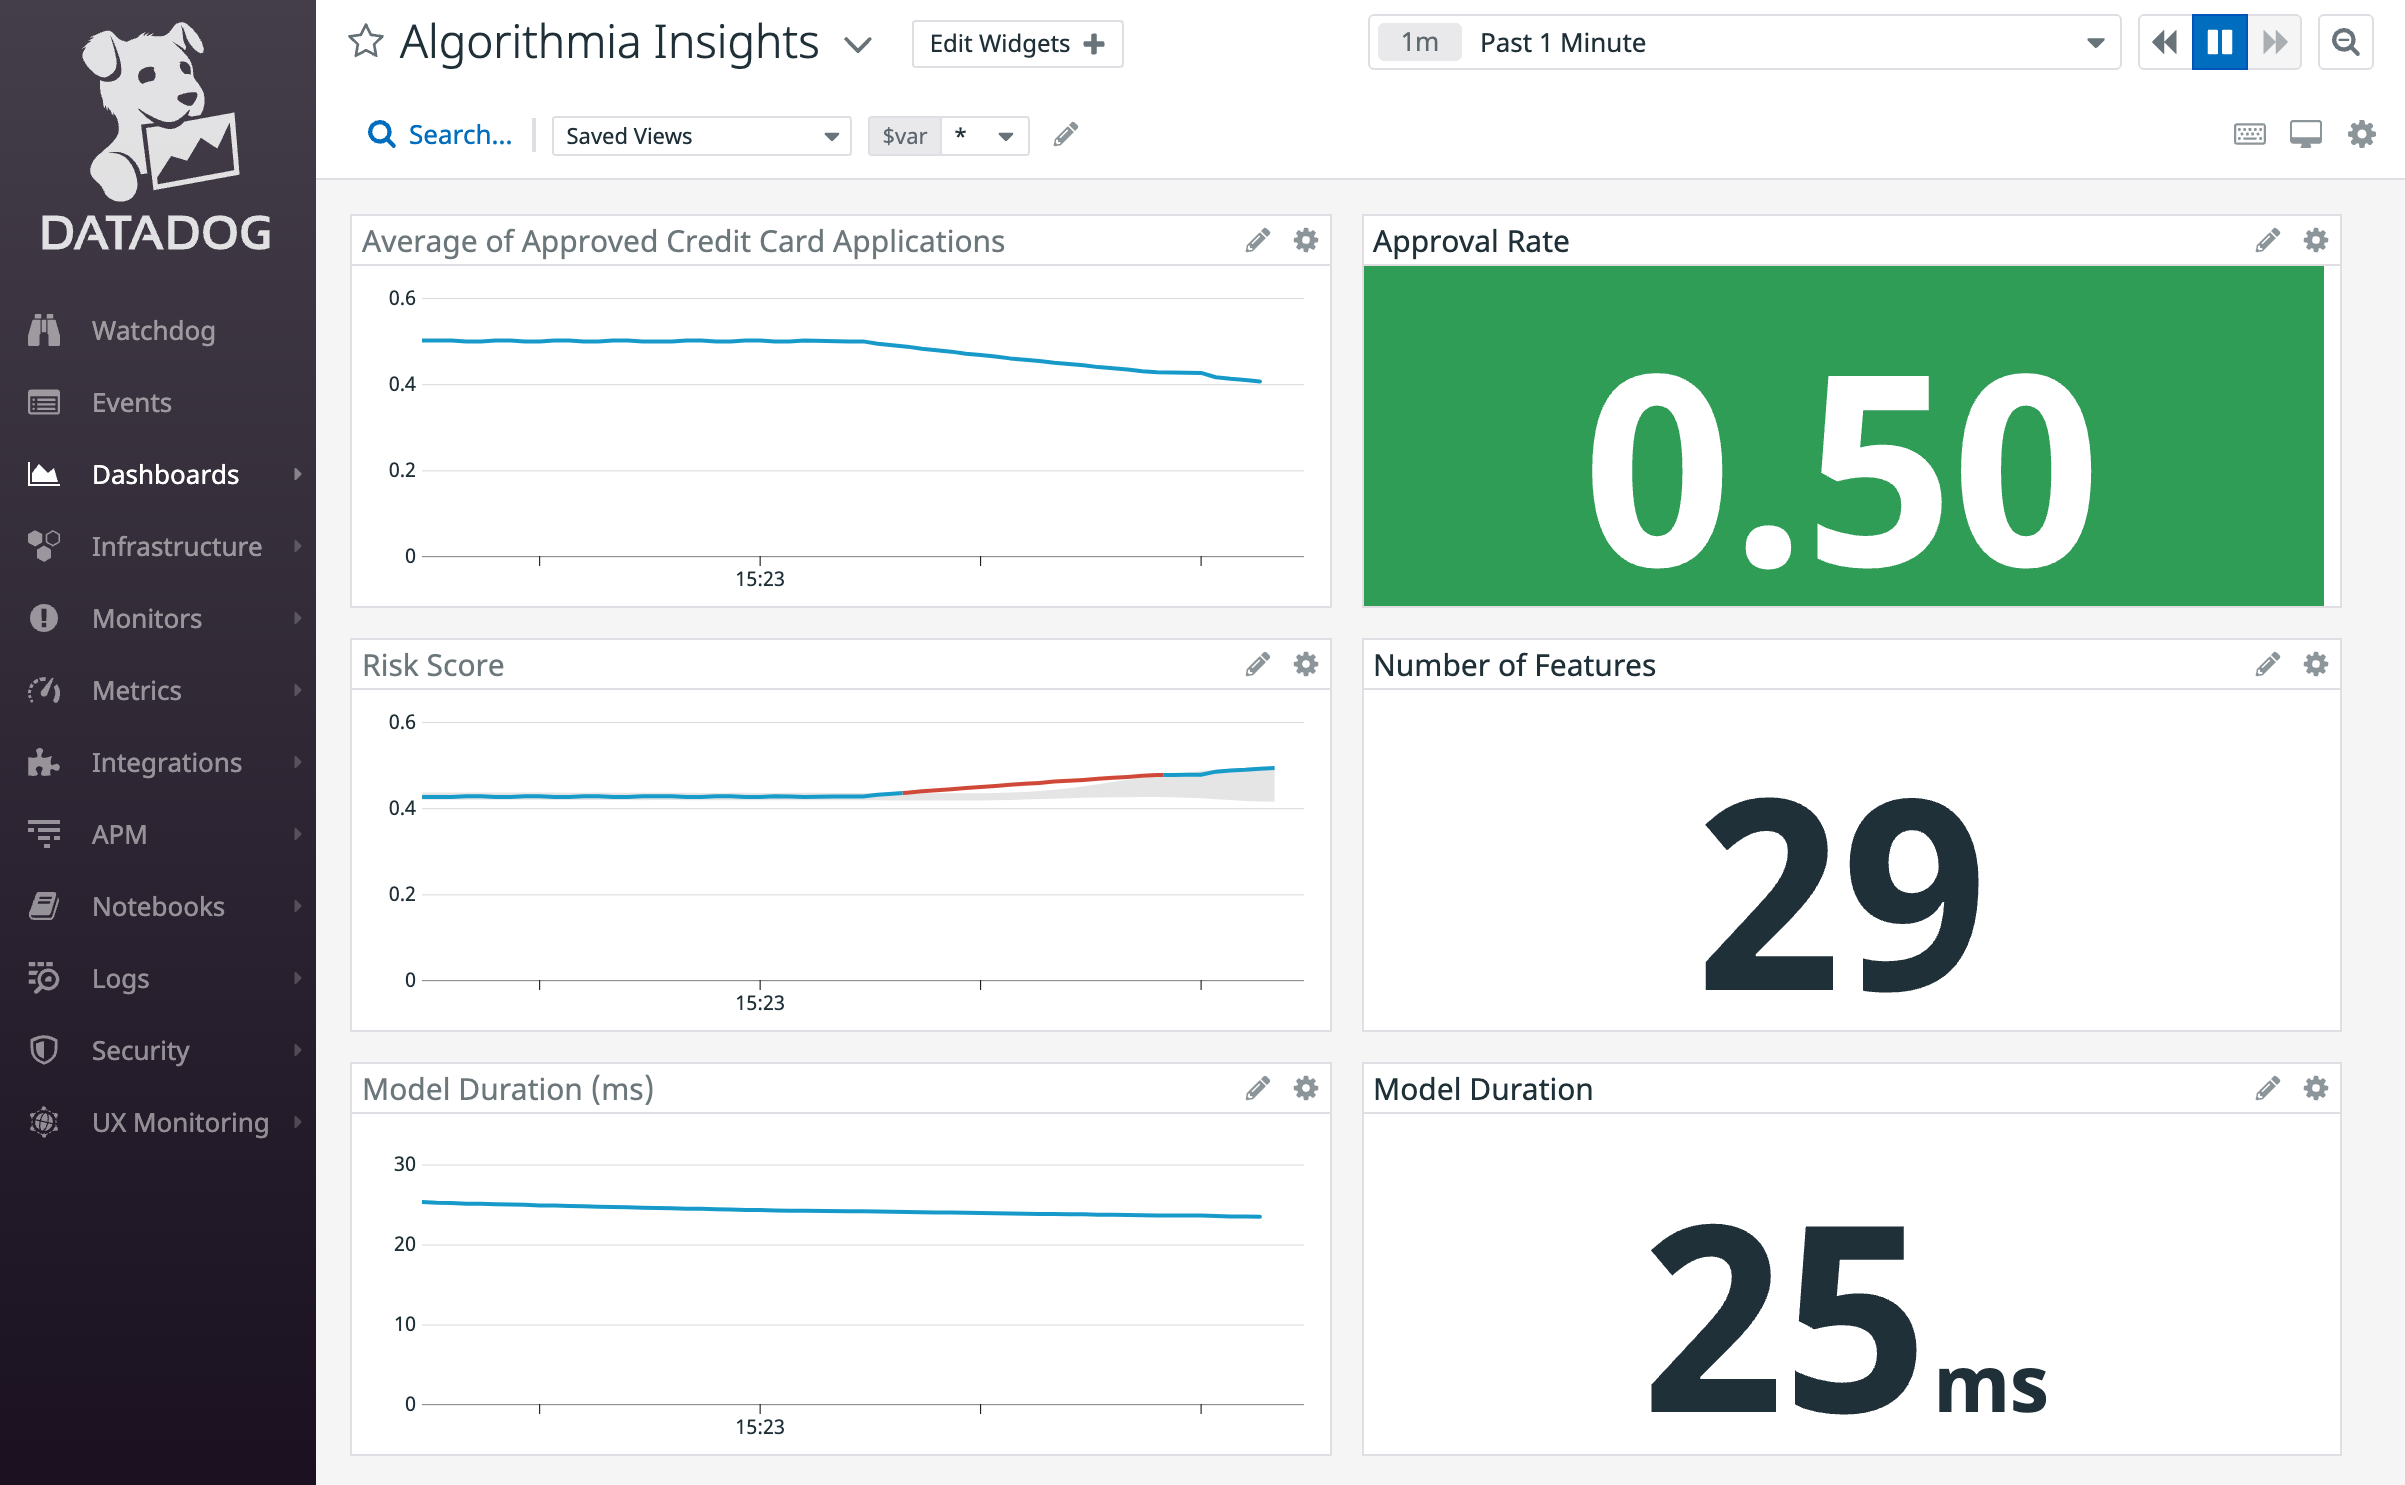 DATADOG
Watchdog
Events
Dashboards
Infrastructure
Monitors
Metrics
Integrations
APM
Notebooks
Logs
Security
UX Monitoring
Algorithmia Insights
Edit Widgets +
1m Past 1 Minute
Search...
Saved Views
$var *
Average of Approved Credit Card Applications
0.6
0.4
0.2
0
15:23
Approval Rate
0.50
Risk Score
0.6
0.4
0.2
0
15:23
Number of Features
29
Model Duration (ms)
30
20
10
0
15:23
Model Duration
25 ms